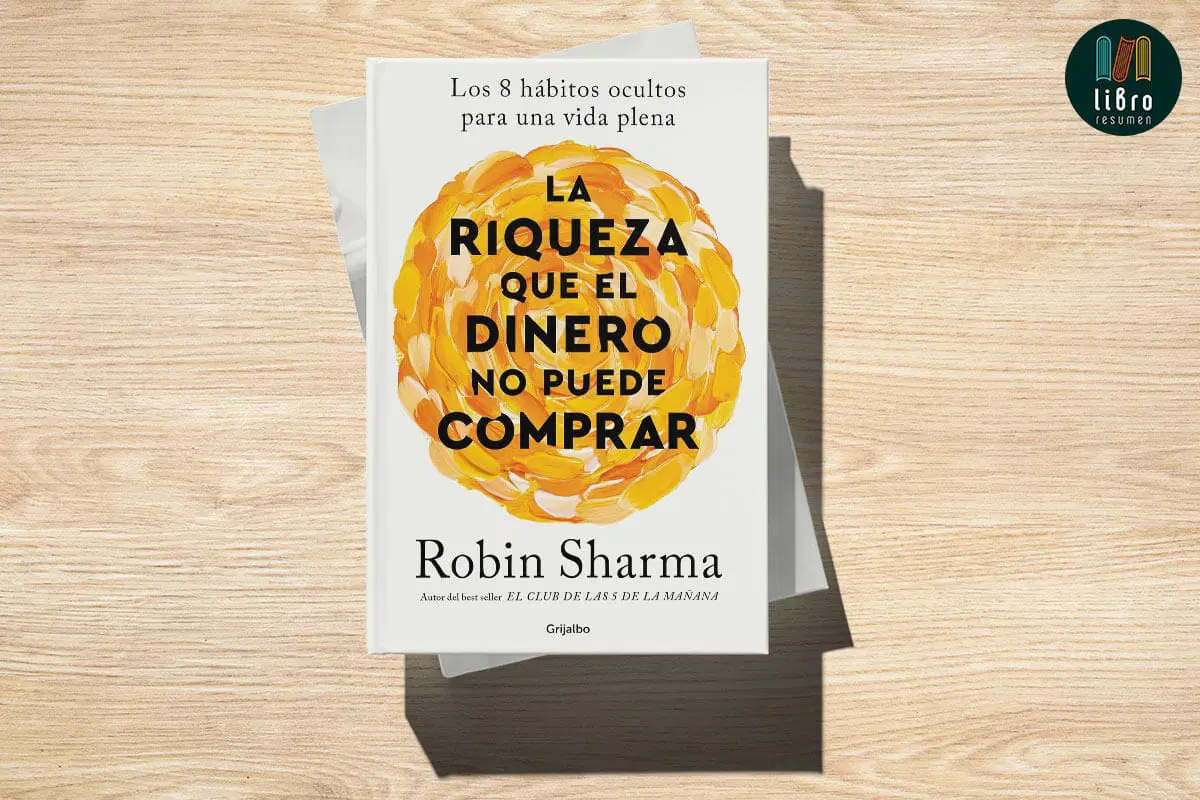 Los 8 hábitos ocultos
para una vida plena
LA
RIQUEZA
QUE EL
DINERO
NO PUEDE
COMPRAR
Robin Sharma
Autor del best seller EL CLUB DE LAS 5 DE LA MAÑANA
Grijalbo
libro
resumen